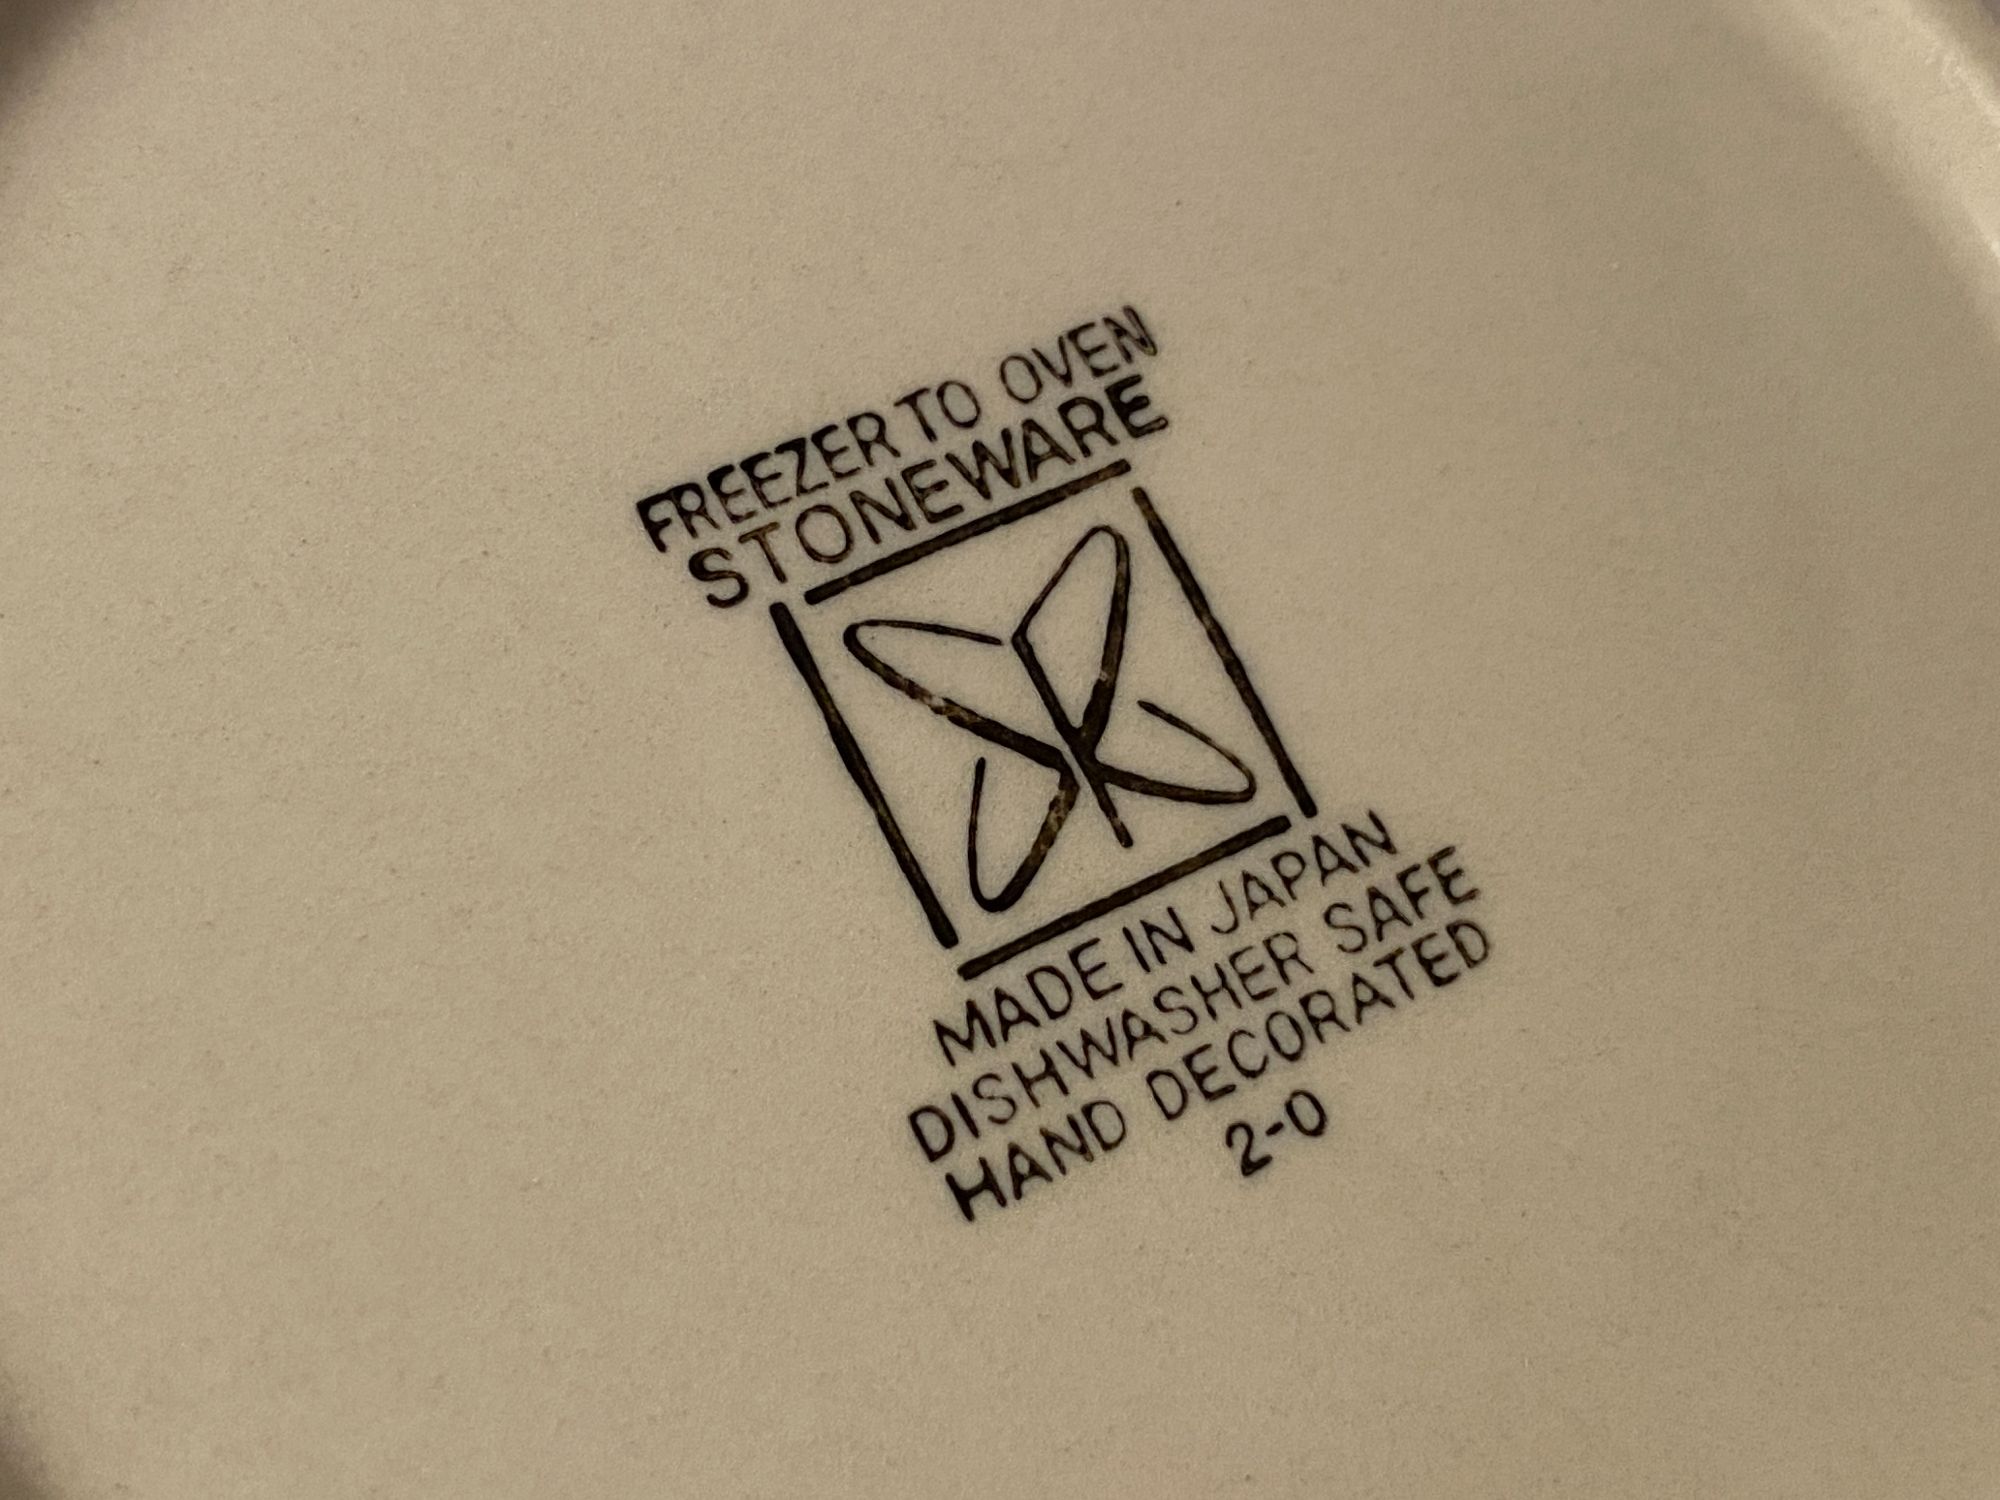 FREEZER TO OVEN
STONEWARE
MADE IN JAPAN
DISHWASHER SAFE
HAND DECORATED
2-0